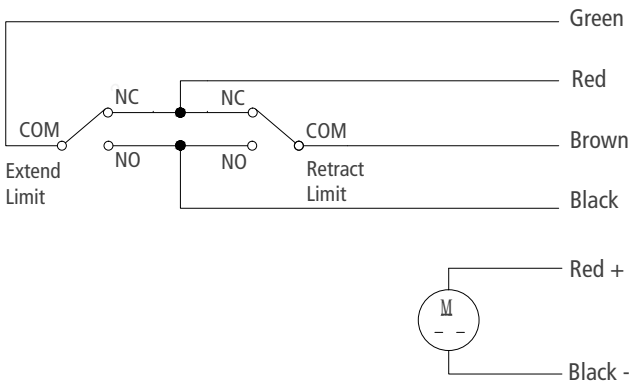 Green
Red
NC
NC
COM
COM
Brown
NO
NO
Extend
Limit
Retract
Limit
Black
Red +
M
Black -